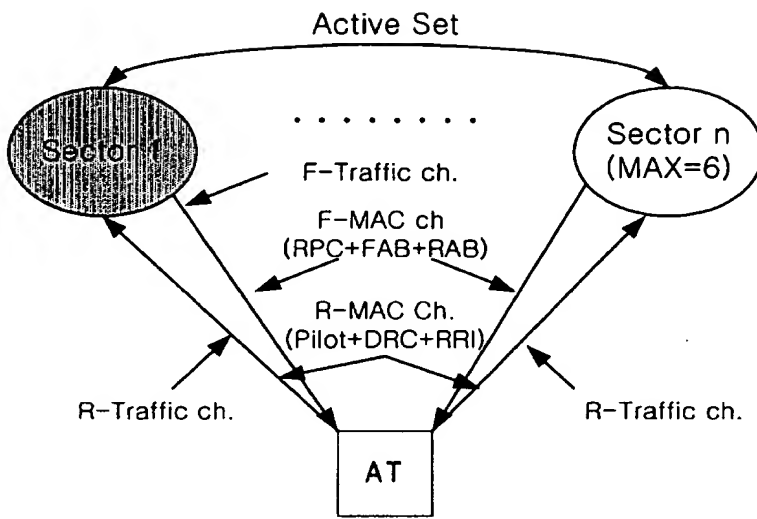 Active Set
Sector 1
Sector n
(MAX=6)
F-Traffic ch.
F-MAC ch
(RPC+FAB+RAB)
R-MAC Ch.
(Pilot+DRC+RRI)
R-Traffic ch.
R-Traffic ch.
AT